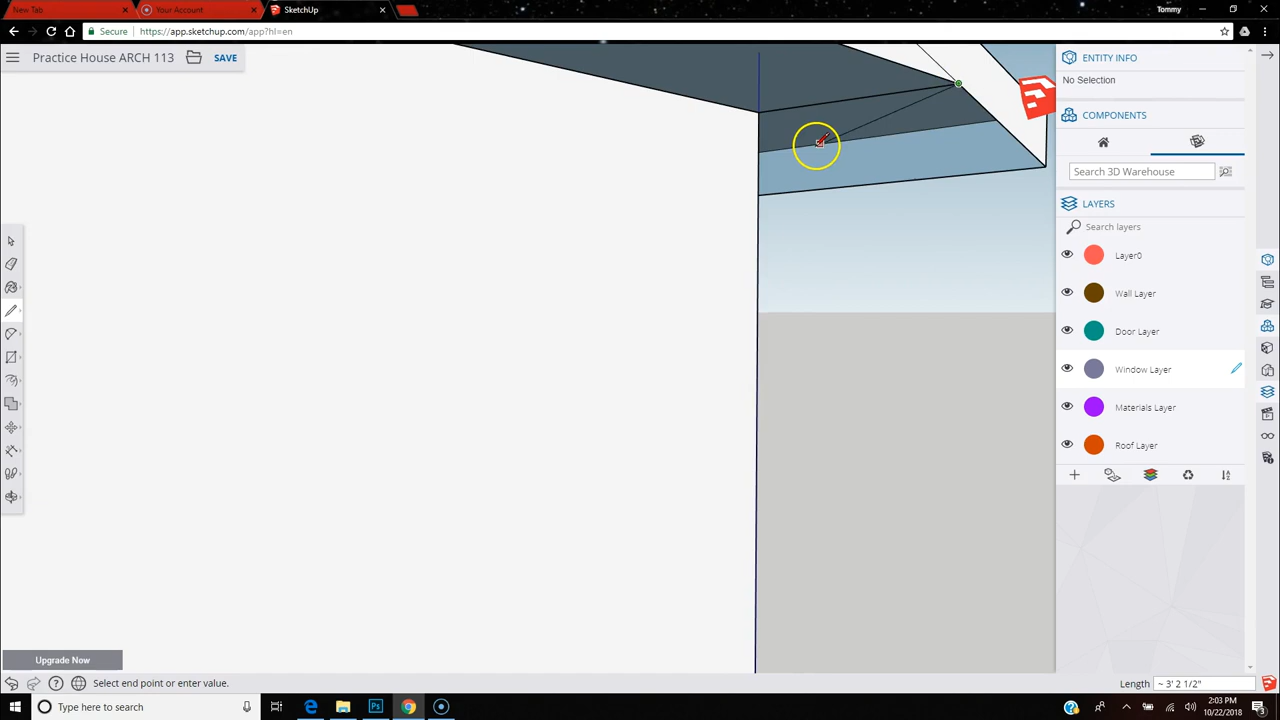 New Tab
Your Account
SketchUp
Tommy
Secure
https://app.sketchup.com/app?hl=en
Practice House ARCH 113
SAVE
ENTITY INFO
No Selection
COMPONENTS
Search 3D Warehouse
LAYERS
Search layers
Layer0
Wall Layer
Door Layer
Window Layer
Materials Layer
Roof Layer
Upgrade Now
Select end point or enter value.
Length
~ 3' 2 1/2"
Type here to search
Ps
2:03 PM
10/22/2018